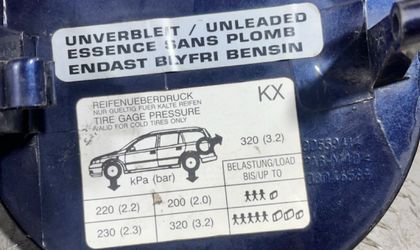 UNVERBLEIT / UNLEADED
ESSENCE SANS PLOMB
ENDAST BLYFRI BENSIN
REIFENUEBERDRUCK
NUR GUELTIG FUER KALTE REIFEN
TIRE GAGE PRESSURE
VALID FOR COLD TIRES ONLY
KX
320 (3.2)
kPa (bar)
BELASTUNG/LOAD
BIS/UP TO
220 (2.2) 200 (2.0)
230 (2.3) 320 (3.2)